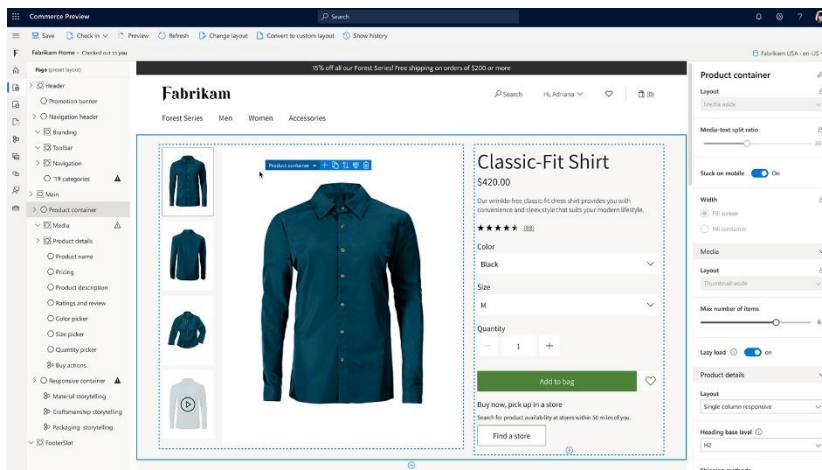 Commerce Preview
Search
?
Save
Check in
Preview
Refresh
Change layout
Convert to custom layout
Show history
Fabrikam Home - Checked out to you
Fabrikam USA - en-US
Page (preset layout)
Header
Promotion banner
Navigation header
Branding
Toolbar
Navigation
19 categories
Main
Product container
Media
Product details
Product name
Pricing
Product description
Ratings and review
Color picker
Size picker
Quantity picker
Buy actions
Responsive container
Material storytelling
Craftsmanship storytelling
Packaging storytelling
FooterSlot
15% off all our Forest Series! Free shipping on orders of $200 or more
Fabrikam
Search
Hi, Adriana
(0)
Forest Series Men Women Accessories
Product container
Classic-Fit Shirt
$420.00
Our wrinkle-free classic-fit dress shirt provides you with
convenience and sleek style that suits your modern lifestyle.
Color
Black
Size
M
Quantity
1
Add to bag
Buy now, pick up in a store
Search for product availability at stores within 50 miles of you.
Find a store
Product container
Layout
Media aside
Media-text split ratio
Stack on mobile
On
Width
Fill screen
Fill container
Media
Layout
Thumbnail aside
Max number of items
6
Lazy load
on
Product details
Layout
Single column responsive
Heading base level
H2